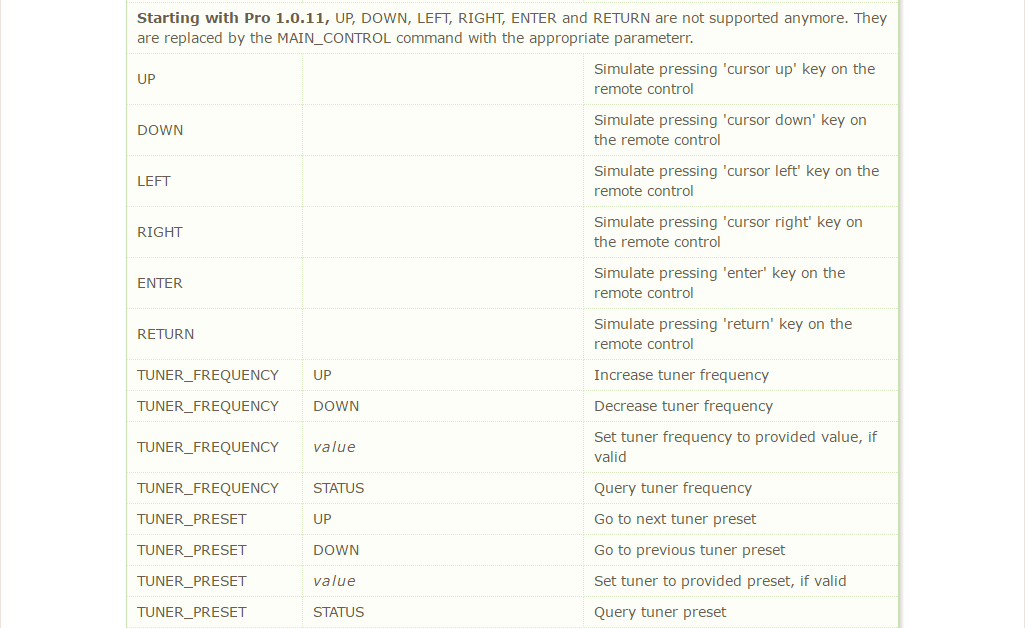 Starting with Pro 1.0.11, UP, DOWN, LEFT, RIGHT, ENTER and RETURN are not supported anymore. They
are replaced by the MAIN_CONTROL command with the appropriate parameterr.
UP
Simulate pressing 'cursor up' key on the
remote control
DOWN
Simulate pressing 'cursor down' key on
the remote control
LEFT
Simulate pressing 'cursor left' key on the
remote control
RIGHT
Simulate pressing 'cursor right' key on
the remote control
ENTER
Simulate pressing 'enter' key on the
remote control
RETURN
Simulate pressing 'return' key on the
remote control
TUNER_FREQUENCY UP Increase tuner frequency
TUNER_FREQUENCY DOWN Decrease tuner frequency
TUNER_FREQUENCY value Set tuner frequency to provided value, if
valid
TUNER_FREQUENCY STATUS Query tuner frequency
TUNER_PRESET UP Go to next tuner preset
TUNER_PRESET DOWN Go to previous tuner preset
TUNER_PRESET value Set tuner to provided preset, if valid
TUNER_PRESET STATUS Query tuner preset